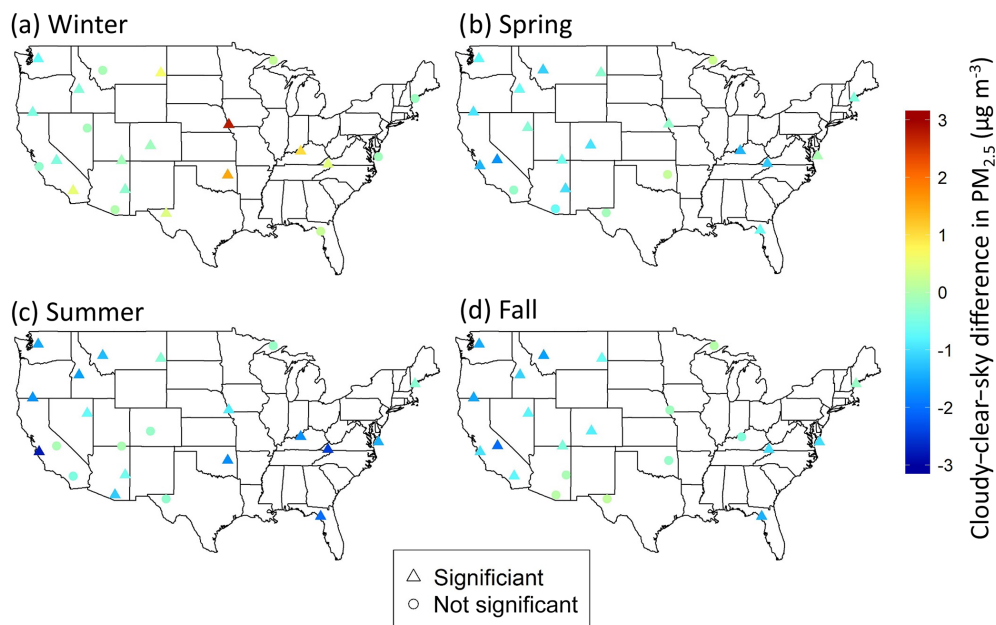 (a) Winter
(b) Spring
(c) Summer
(d) Fall
3
2
1
0
-1
-2
-3
Cloudy–clear-sky difference in PM2.5 (µg m−3)
Significiant
Not significant